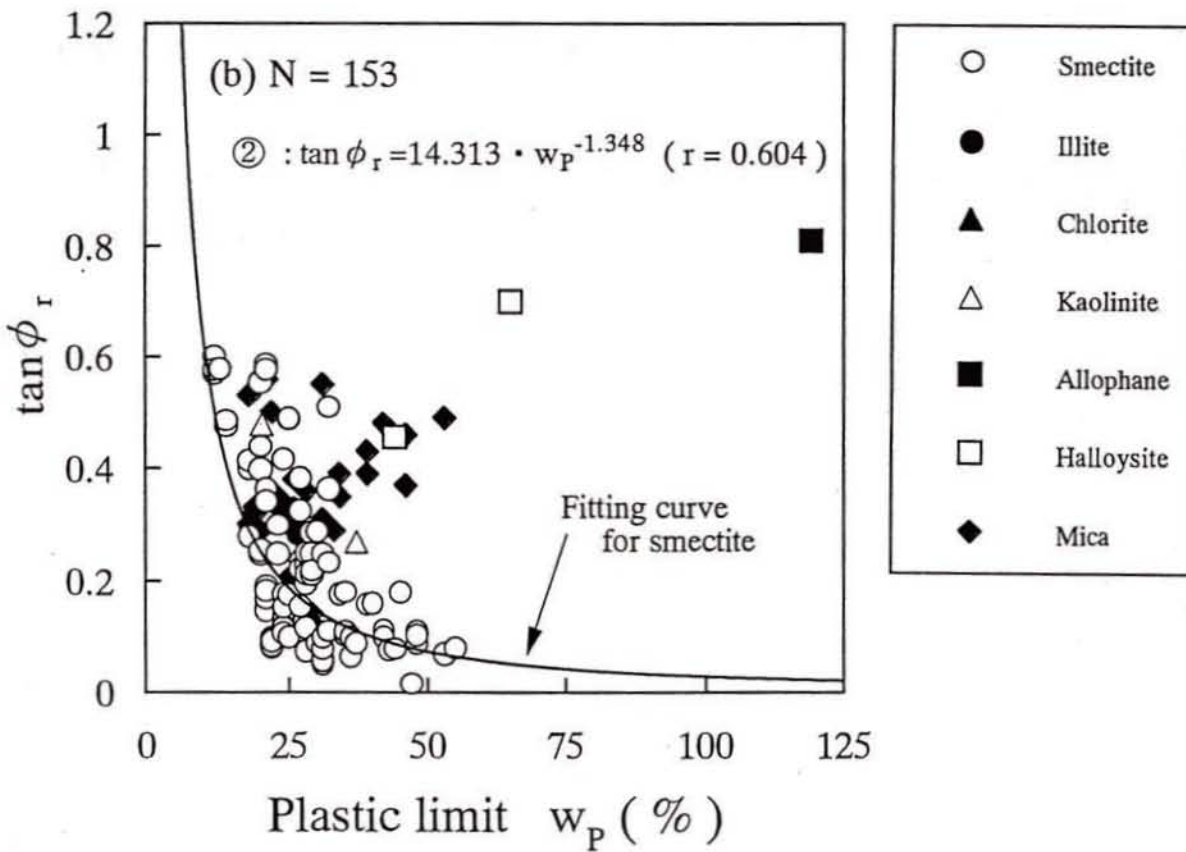 1.2
1
0.8
0.6
0.4
0.2
0
tan ϕ r
(b) N = 153
② : tan ϕ r =14.313 · wP^-1.348 ( r = 0.604 )
Fitting curve
for smectite
0 25 50 75 100 125
Plastic limit wP ( % )
Smectite
Illite
Chlorite
Kaolinite
Allophane
Halloysite
Mica